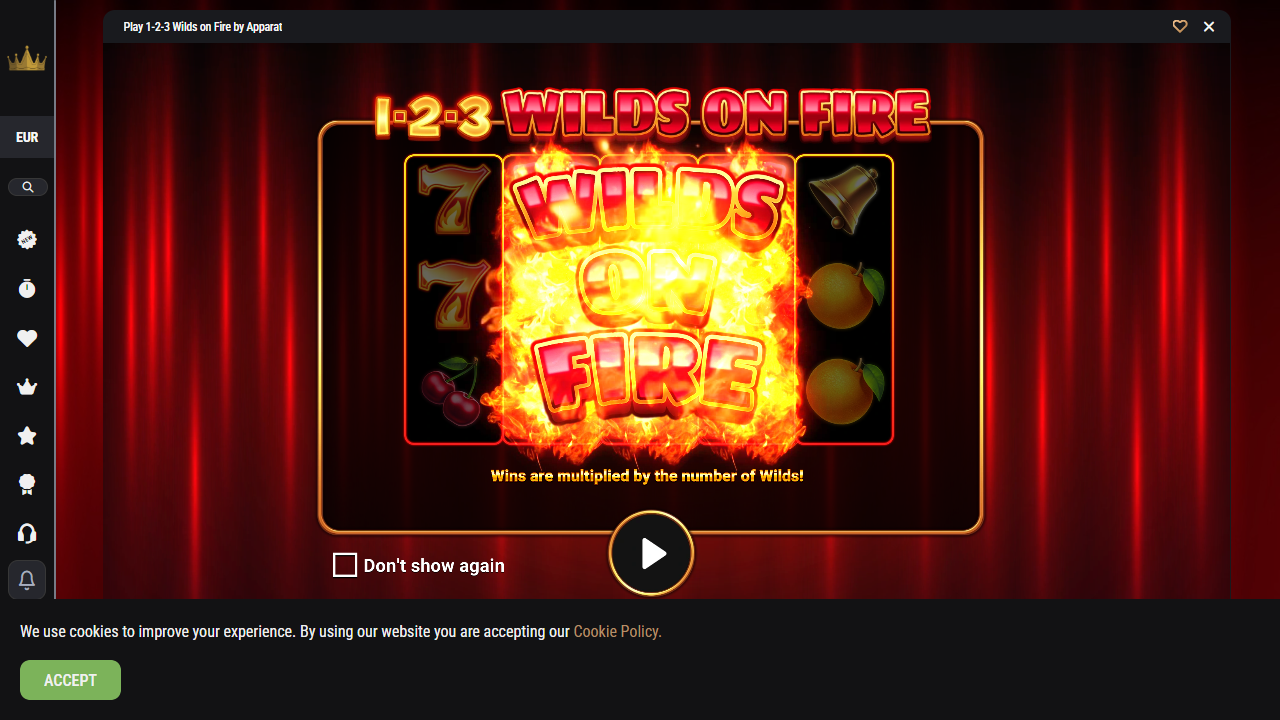 Play 1-2-3 Wilds on Fire by Apparat
EUR
NEW
1·2·3 WILDS ON FIRE
WILDS
ON
FIRE
Wins are multiplied by the number of Wilds!
Don't show again
We use cookies to improve your experience. By using our website you are accepting our Cookie Policy.
ACCEPT